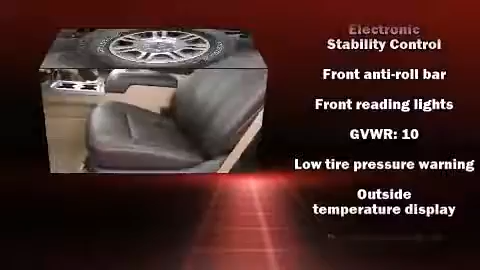 Electronic
Stability Control
Front anti-roll bar
Front reading lights
GVWR: 10
Low tire pressure warning
Outside
temperature display